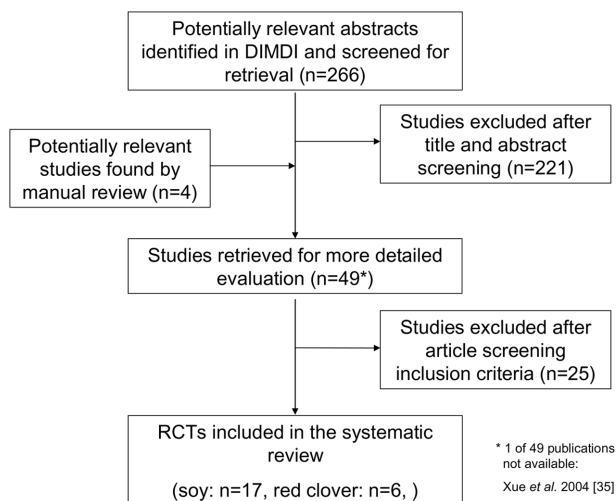 Potentially relevant abstracts
identified in DIMDI and screened for
retrieval (n=266)
Studies excluded after
title and abstract
screening (n=221)
Potentially relevant
studies found by
manual review (n=4)
Studies retrieved for more detailed
evaluation (n=49*)
Studies excluded after
article screening
inclusion criteria (n=25)
RCTs included in the systematic
review
(soy: n=17, red clover: n=6, )
* 1 of 49 publications
not available:
Xue et al. 2004 [35]